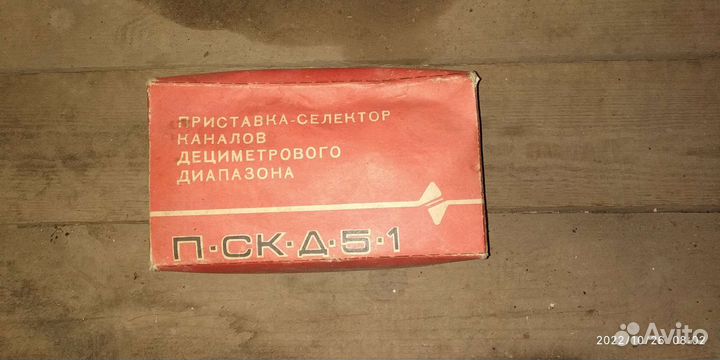 ПРИСТАВКА-СЕЛЕКТОР
КАНАЛОВ
ДЕЦИМЕТРОВОГО
ДИАПАЗОНА
П·СК·Д·5·1
Avito
2022/10/26 08:02